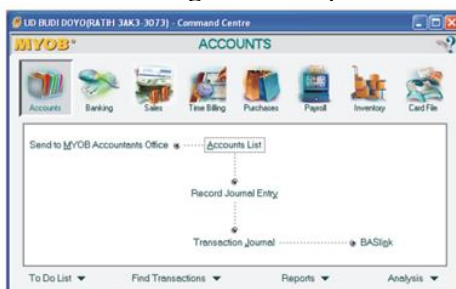 UD BUDI DOYO(RATIH 3AK3-3073) - Command Centre
MYOB
ACCOUNTS
Accounts Banking Sales Time Billing Purchases Payroll Inventory Card File
Send to MYOB Accountants Office Accounts List
Record Journal Entry
Transaction Journal BASlink
To Do List Find Transactions Reports Analysis